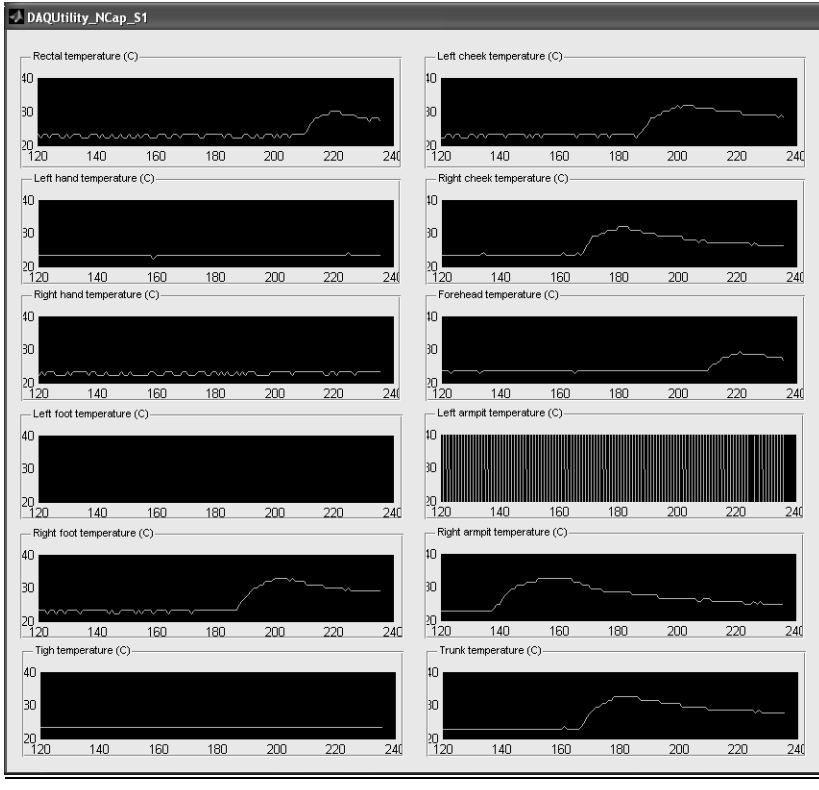 DAQUtility_NCap_S1
Rectal temperature (C)
40
30
20
120 140 160 180 200 220 240
Left cheek temperature (C)
40
30
20
120 140 160 180 200 220 240
Left hand temperature (C)
40
30
20
120 140 160 180 200 220 240
Right cheek temperature (C)
40
30
20
120 140 160 180 200 220 240
Right hand temperature (C)
40
30
20
120 140 160 180 200 220 240
Forehead temperature (C)
40
30
20
120 140 160 180 200 220 240
Left foot temperature (C)
40
30
20
120 140 160 180 200 220 240
Left armpit temperature (C)
40
30
20
120 140 160 180 200 220 240
Right foot temperature (C)
40
30
20
120 140 160 180 200 220 240
Right armpit temperature (C)
40
30
20
120 140 160 180 200 220 240
Tigh temperature (C)
40
30
20
120 140 160 180 200 220 240
Trunk temperature (C)
40
30
20
120 140 160 180 200 220 240